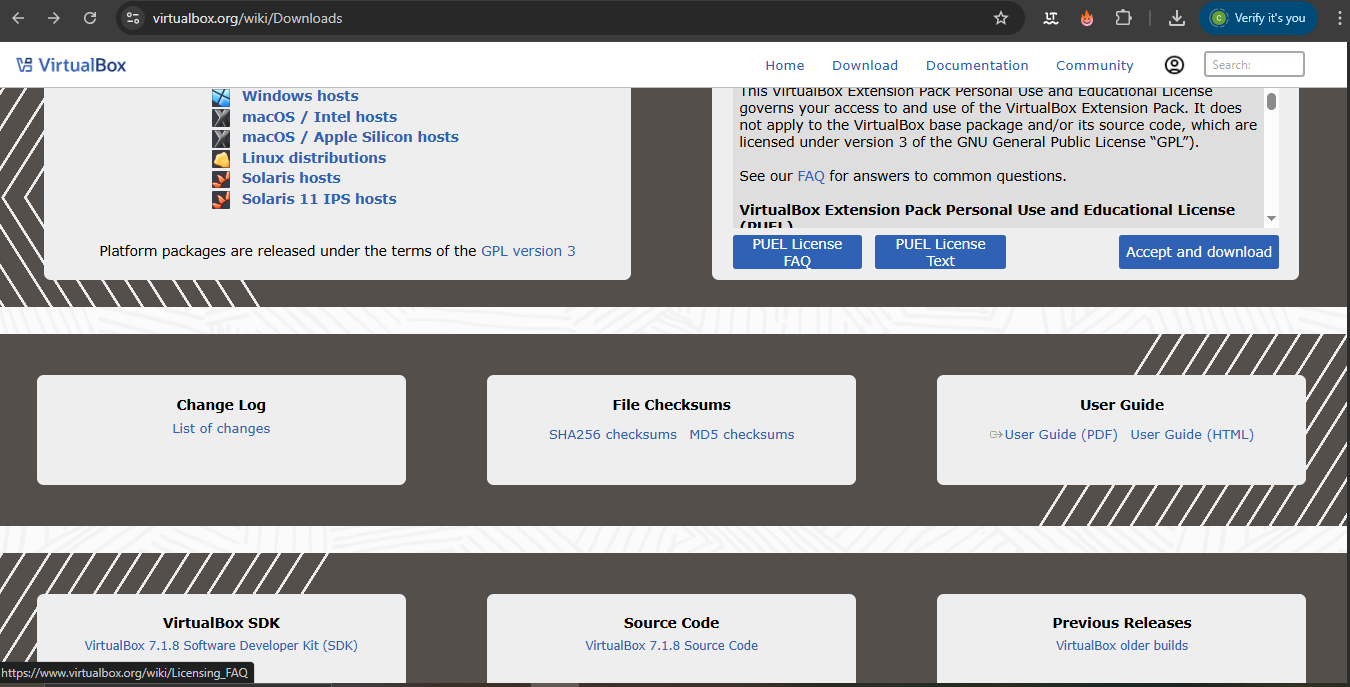 virtualbox.org/wiki/Downloads
Verify it's you
VirtualBox
Home
Download
Documentation
Community
Search:
Windows hosts
macOS / Intel hosts
macOS / Apple Silicon hosts
Linux distributions
Solaris hosts
Solaris 11 IPS hosts
Platform packages are released under the terms of the GPL version 3
This VirtualBox Extension Pack Personal Use and Educational License
governs your access to and use of the VirtualBox Extension Pack. It does
not apply to the VirtualBox base package and/or its source code, which are
licensed under version 3 of the GNU General Public License “GPL”).
See our FAQ for answers to common questions.
VirtualBox Extension Pack Personal Use and Educational License
(PUEL)
PUEL License
FAQ
PUEL License
Text
Accept and download
Change Log
List of changes
File Checksums
SHA256 checksums MD5 checksums
User Guide
User Guide (PDF) User Guide (HTML)
VirtualBox SDK
VirtualBox 7.1.8 Software Developer Kit (SDK)
Source Code
VirtualBox 7.1.8 Source Code
Previous Releases
VirtualBox older builds
https://www.virtualbox.org/wiki/Licensing_FAQ